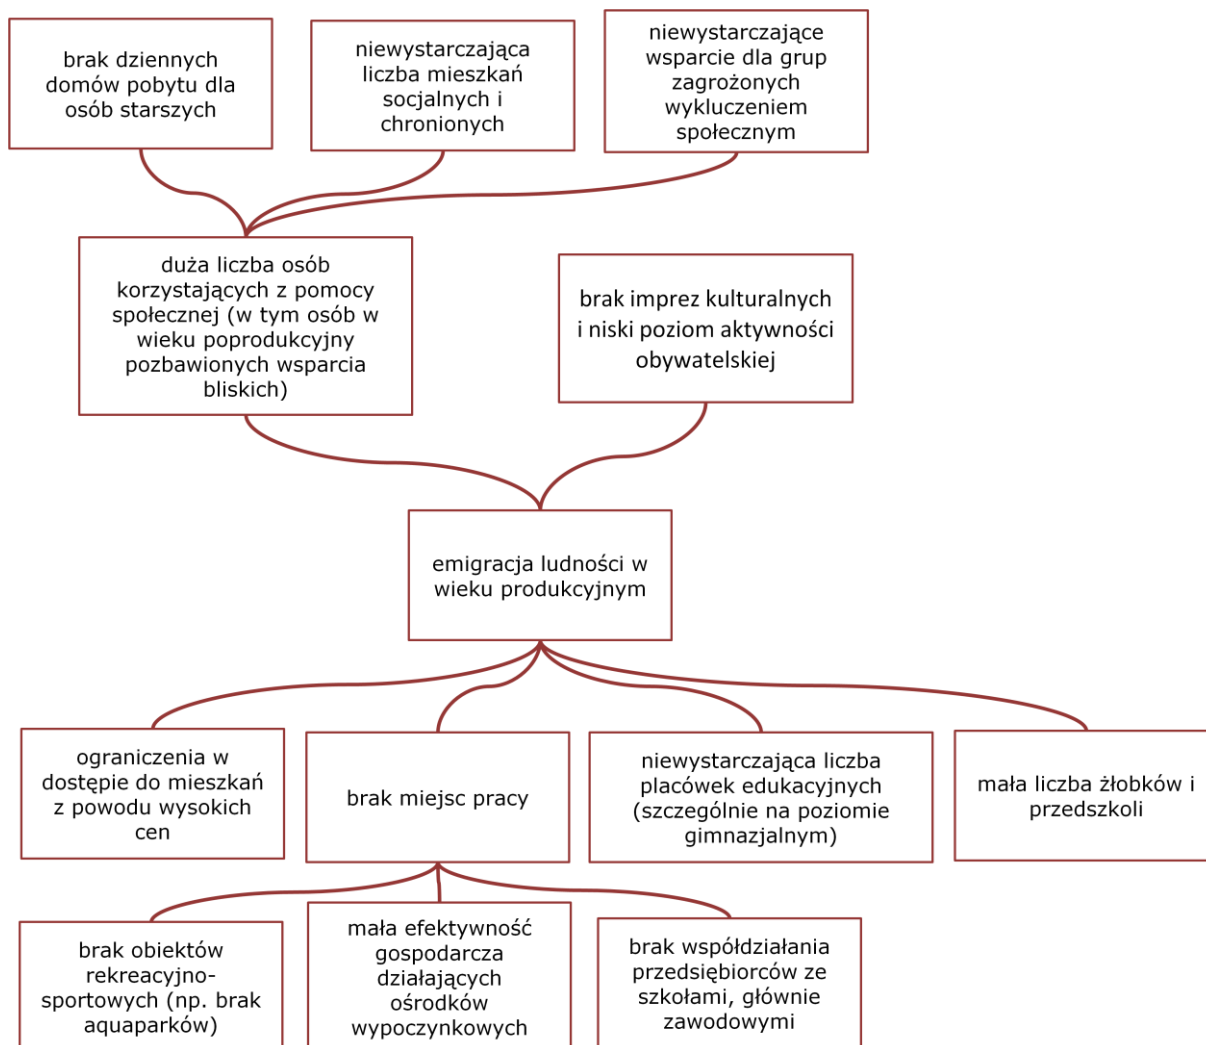 brak dziennych
domów pobytu dla
osób starszych
niewystarczająca
liczba mieszkań
socjalnych i
chronionych
niewystarczające
wsparcie dla grup
zagrożonych
wykluczeniem
społecznym
duża liczba osób
korzystających z pomocy
społecznej (w tym osób w
wieku poprodukcyjny
pozbawionych wsparcia
bliskich)
brak imprez kulturalnych
i niski poziom aktywności
obywatelskiej
emigracja ludności w
wieku produkcyjnym
ograniczenia w
dostępie do mieszkań
z powodu wysokich
cen
brak miejsc pracy
niewystarczająca liczba
placówek edukacyjnych
(szczególnie na poziomie
gimnazjalnym)
mała liczba żłobków i
przedszkoli
brak obiektów
rekreacyjno-
sportowych (np. brak
aquaparków)
mała efektywność
gospodarcza
działających
ośrodków
wypoczynkowych
brak współdziałania
przedsiębiorców ze
szkołami, głównie
zawodowymi